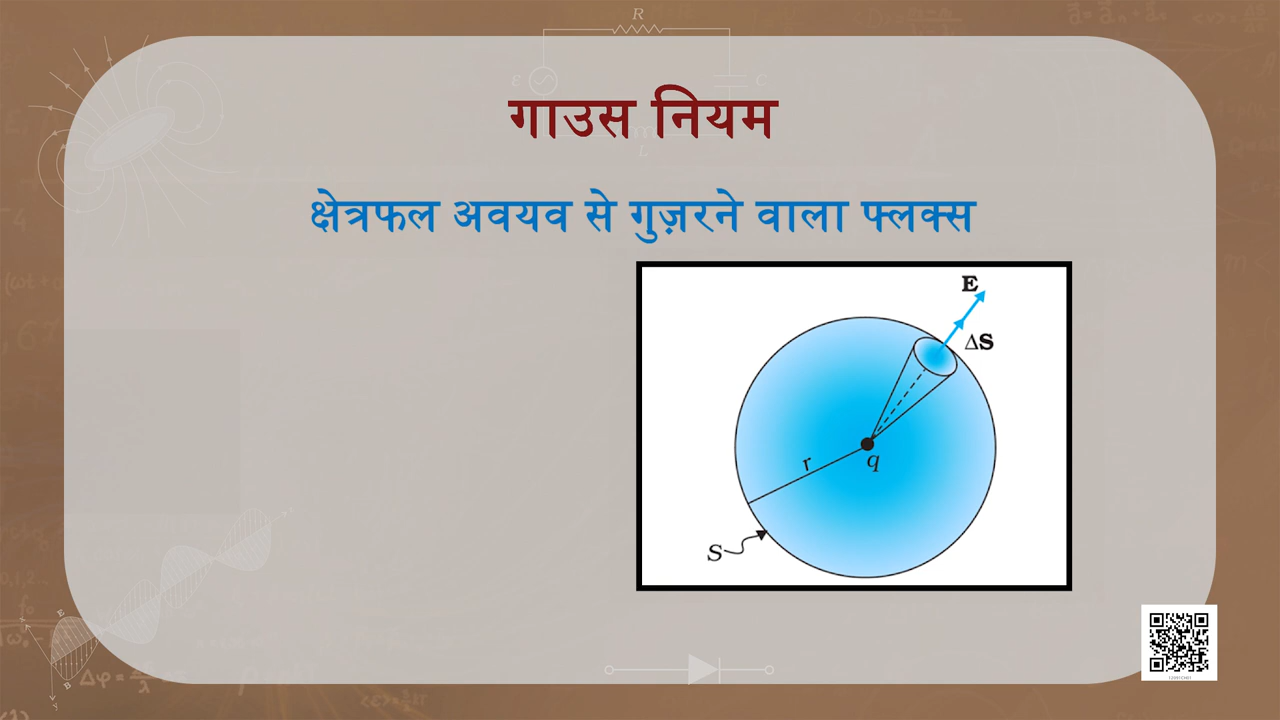 गाउस नियम
क्षेत्रफल अवयव से गुज़रने वाला फ्लक्स
E
ΔS
q
r
S
R
ε
C
L
E
B